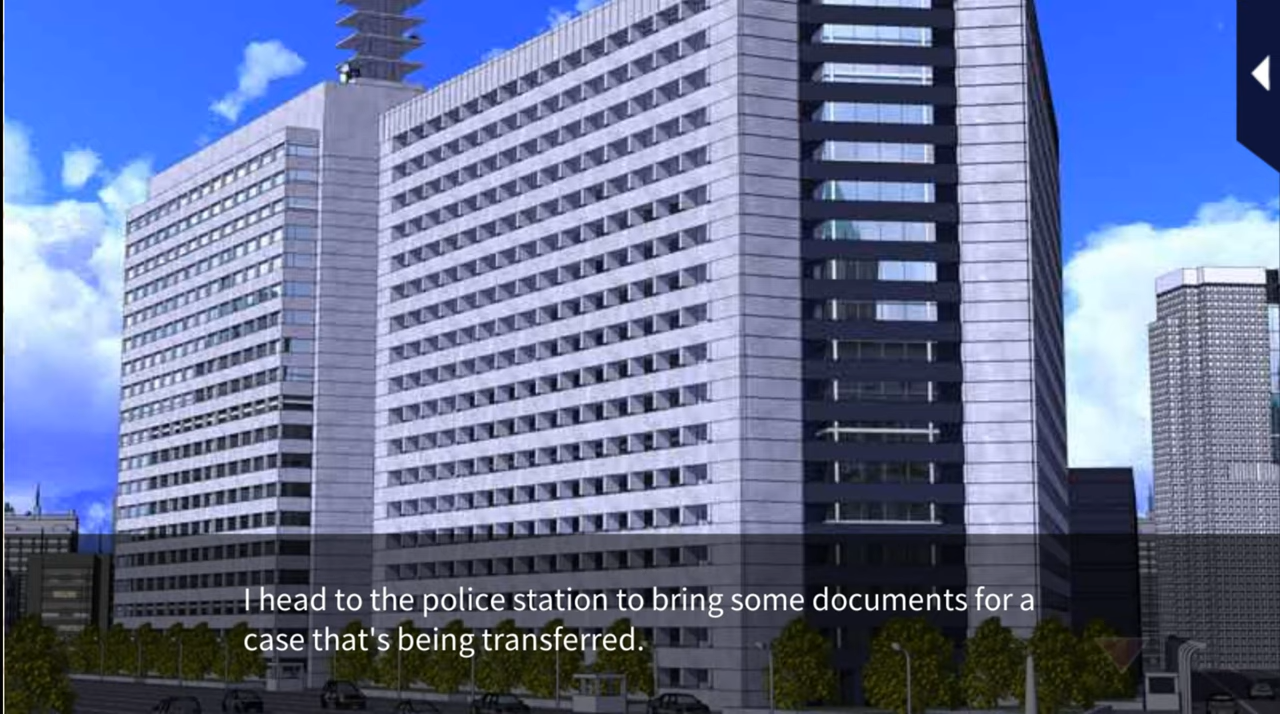 I head to the police station to bring some documents for a
case that's being transferred.